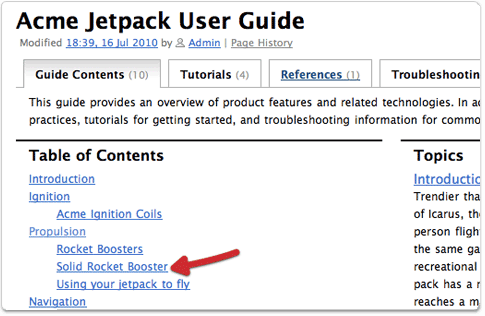 Acme Jetpack User Guide
Modified 18:39, 16 Jul 2010 by Admin | Page History
Guide Contents (10) Tutorials (4) References (1) Troubleshootin
This guide provides an overview of product features and related technologies. In ad
practices, tutorials for getting started, and troubleshooting information for commo
Table of Contents
Introduction
Ignition
Acme Ignition Coils
Propulsion
Rocket Boosters
Solid Rocket Booster
Using your jetpack to fly
Navigation
Topics
Introductio
Trendier tha
of Icarus, the
person flight
the same ga
recreational
pack has a r
reaches a m